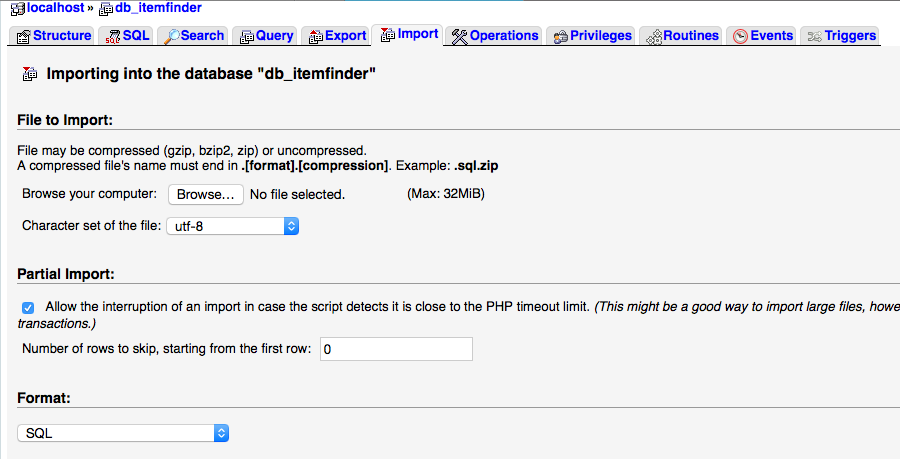 localhost » db_itemfinder
Structure SQL Search Query Export Import Operations Privileges Routines Events Triggers
Importing into the database "db_itemfinder"
File to Import:
File may be compressed (gzip, bzip2, zip) or uncompressed.
A compressed file's name must end in .[format].[compression]. Example: .sql.zip
Browse your computer: Browse... No file selected. (Max: 32MiB)
Character set of the file: utf-8
Partial Import:
Allow the interruption of an import in case the script detects it is close to the PHP timeout limit. (This might be a good way to import large files, howe
transactions.)
Number of rows to skip, starting from the first row: 0
Format:
SQL